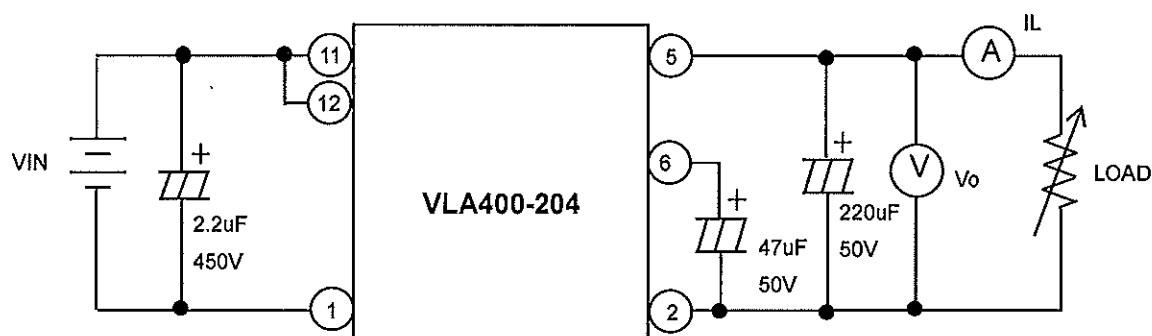 IL
11
5
A
12
VIN
+
2.2uF
450V
VLA400-204
6
+
47uF
50V
+
220uF
50V
V
Vo
LOAD
1
2